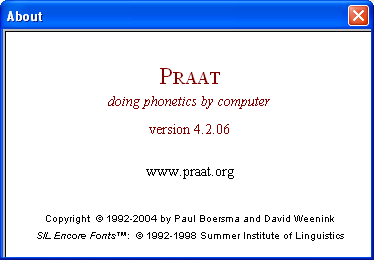 About
PRAAT
doing phonetics by computer
version 4.2.06
www.praat.org
Copyright © 1992-2004 by Paul Boersma and David Weenink
SIL Encore Fonts™: © 1992-1998 Summer Institute of Linguistics